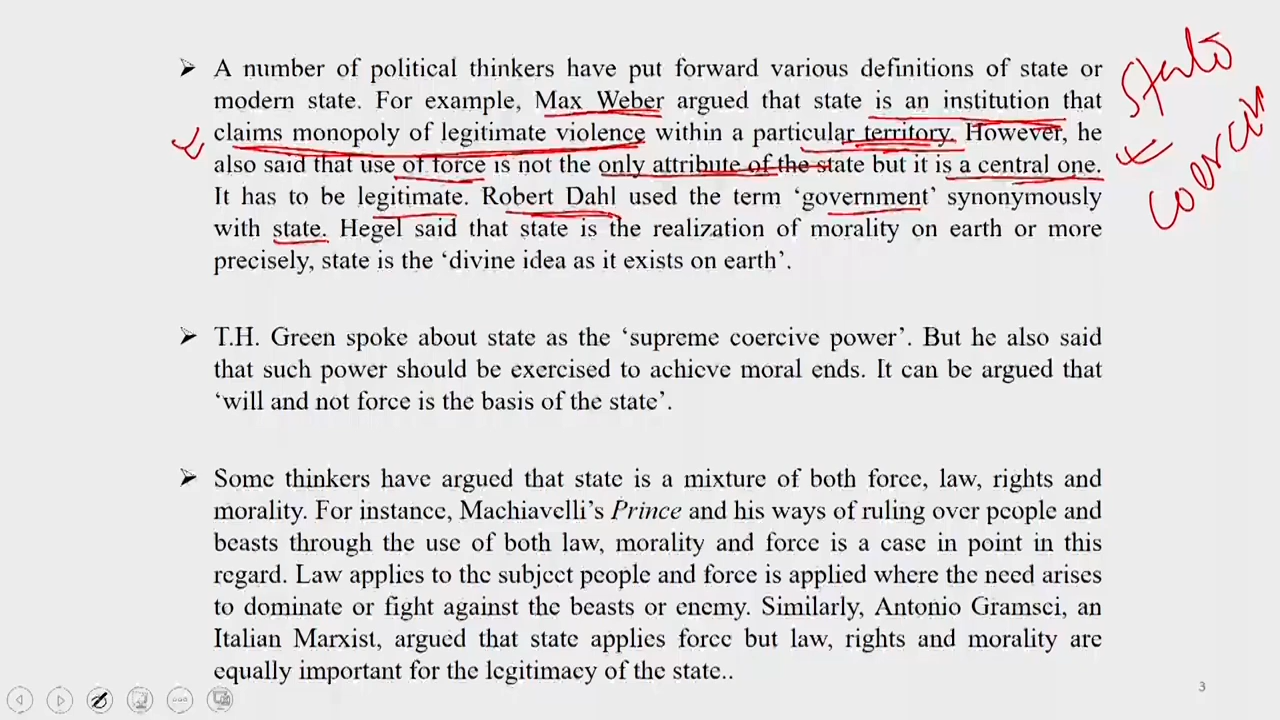 ➤ A number of political thinkers have put forward various definitions of state or
modern state. For example, Max Weber argued that state is an institution that
claims monopoly of legitimate violence within a particular territory. However, he
also said that use of force is not the only attribute of the state but it is a central one.
It has to be legitimate. Robert Dahl used the term ‘government’ synonymously
with state. Hegel said that state is the realization of morality on earth or more
precisely, state is the ‘divine idea as it exists on earth’.
➤ T.H. Green spoke about state as the ‘supreme coercive power’. But he also said
that such power should be exercised to achieve moral ends. It can be argued that
‘will and not force is the basis of the state’.
➤ Some thinkers have argued that state is a mixture of both force, law, rights and
morality. For instance, Machiavelli’s Prince and his ways of ruling over people and
beasts through the use of both law, morality and force is a case in point in this
regard. Law applies to the subject people and force is applied where the need arises
to dominate or fight against the beasts or enemy. Similarly, Antonio Gramsci, an
Italian Marxist, argued that state applies force but law, rights and morality are
equally important for the legitimacy of the state..
3